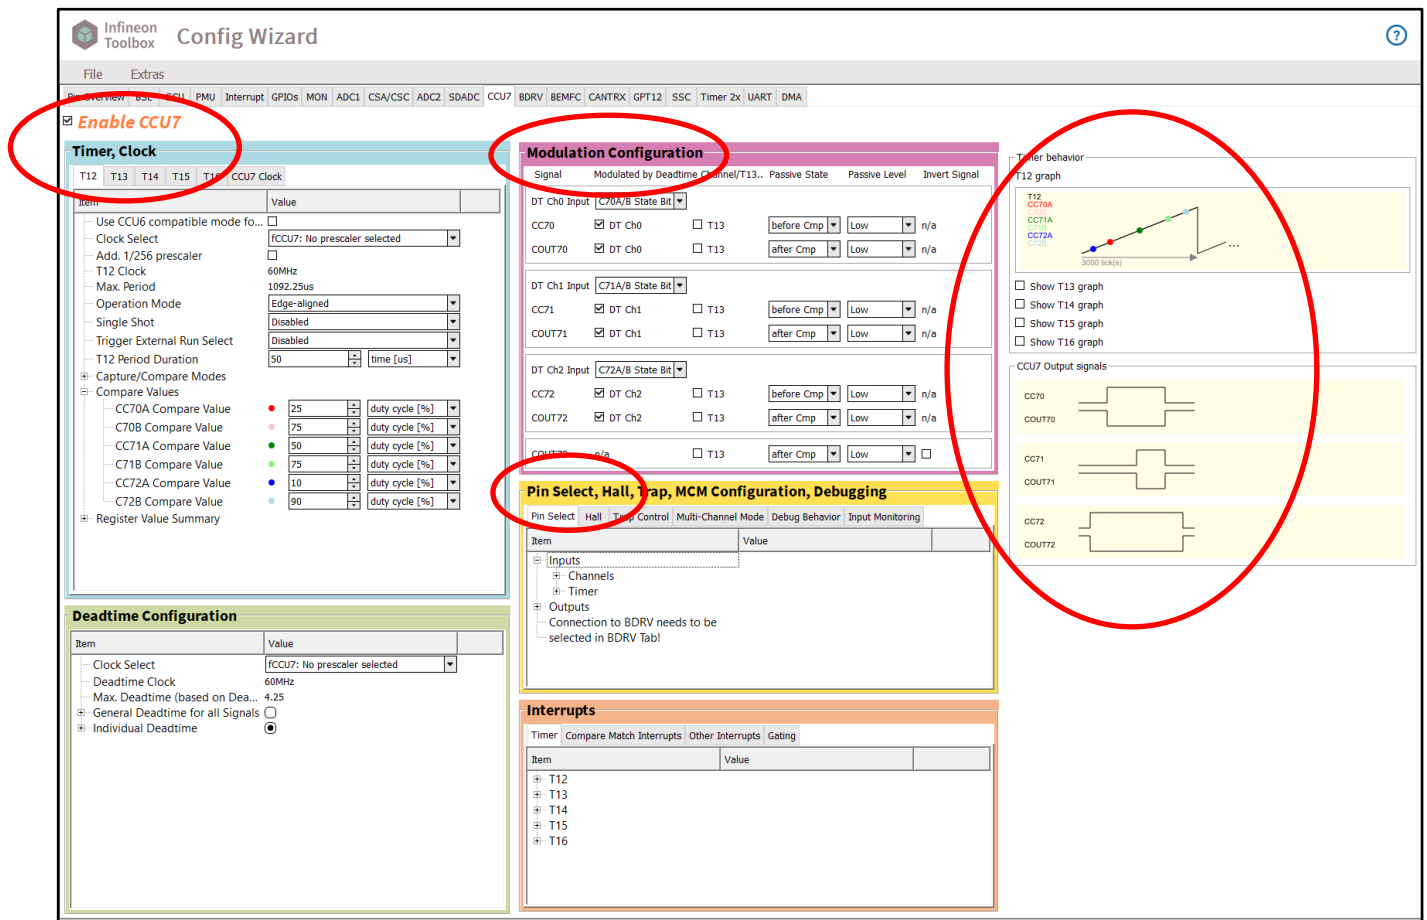 Infineon
Toolbox
Config Wizard
?
File Extras
Pin Overview BSL SCU PMU Interrupt GPIOs MON ADC1 CSA/CSC ADC2 SDADC CCU7 BDRV BEMFC CANTRX GPT12 SSC Timer 2x UART DMA
Enable CCU7
Timer, Clock
T12 T13 T14 T15 T16 CCU7 Clock
Item Value
Use CCU6 compatible mode fo...
Clock Select fCCU7: No prescaler selected
Add. 1/256 prescaler
T12 Clock 60MHz
Max. Period 1092.25us
Operation Mode Edge-aligned
Single Shot Disabled
Trigger External Run Select Disabled
T12 Period Duration 50 time [us]
Capture/Compare Modes
Compare Values
CC70A Compare Value 25 duty cycle [%]
C70B Compare Value 75 duty cycle [%]
CC71A Compare Value 50 duty cycle [%]
C71B Compare Value 75 duty cycle [%]
CC72A Compare Value 10 duty cycle [%]
C72B Compare Value 90 duty cycle [%]
Register Value Summary
Deadtime Configuration
Item Value
Clock Select fCCU7: No prescaler selected
Deadtime Clock 60MHz
Max. Deadtime (based on Dea... 4.25
General Deadtime for all Signals
Individual Deadtime
Modulation Configuration
Signal Modulated by Deadtime Channel/T13.. Passive State Passive Level Invert Signal
DT Ch0 Input C70A/B State Bit
CC70 DT Ch0 T13 before Cmp Low n/a
COUT70 DT Ch0 T13 after Cmp Low n/a
DT Ch1 Input C71A/B State Bit
CC71 DT Ch1 T13 before Cmp Low n/a
COUT71 DT Ch1 T13 after Cmp Low n/a
DT Ch2 Input C72A/B State Bit
CC72 DT Ch2 T13 before Cmp Low n/a
COUT72 DT Ch2 T13 after Cmp Low n/a
COUT73 n/a T13 after Cmp Low
Pin Select, Hall, Trap, MCM Configuration, Debugging
Pin Select Hall Trap Control Multi-Channel Mode Debug Behavior Input Monitoring
Item Value
Inputs
Channels
Timer
Outputs
Connection to BDRV needs to be
selected in BDRV Tab!
Interrupts
Timer Compare Match Interrupts Other Interrupts Gating
Item Value
T12
T13
T14
T15
T16
Timer behavior
T12 graph
T12
CC70A
C70B
CC71A
C71B
CC72A
C72B
3000 tick(s)
...
Show T13 graph
Show T14 graph
Show T15 graph
Show T16 graph
CCU7 Output signals
CC70
COUT70
CC71
COUT71
CC72
COUT72